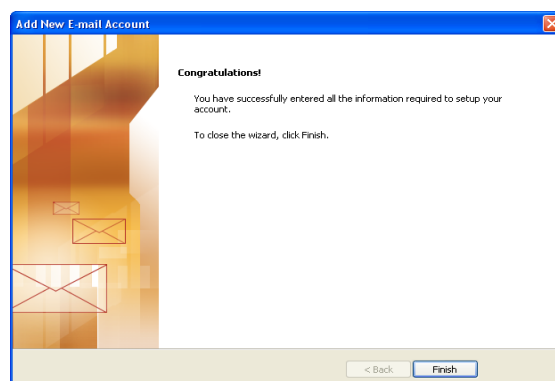 Add New E-mail Account
Congratulations!
You have successfully entered all the information required to setup your
account.
To close the wizard, click Finish.
< Back
Finish